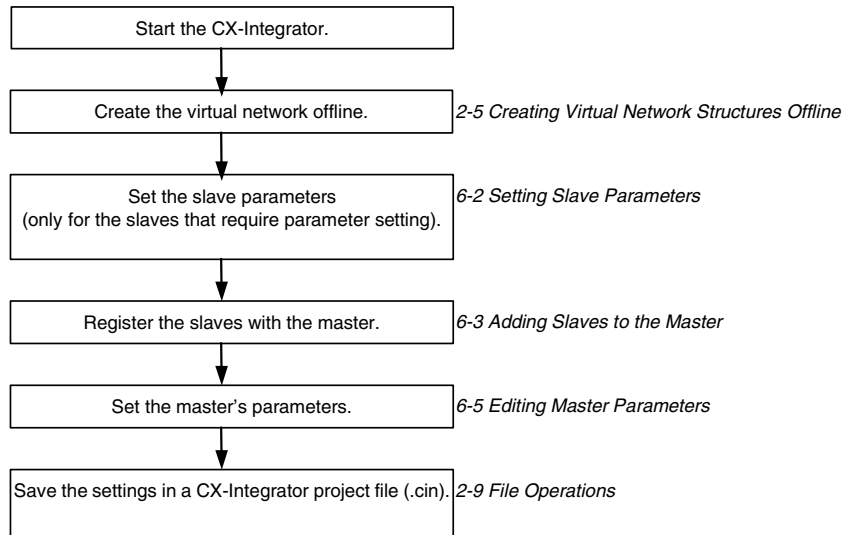 Start the CX-Integrator.
Create the virtual network offline.
2-5 Creating Virtual Network Structures Offline
Set the slave parameters
(only for the slaves that require parameter setting).
6-2 Setting Slave Parameters
Register the slaves with the master.
6-3 Adding Slaves to the Master
Set the master's parameters.
6-5 Editing Master Parameters
Save the settings in a CX-Integrator project file (.cin).
2-9 File Operations